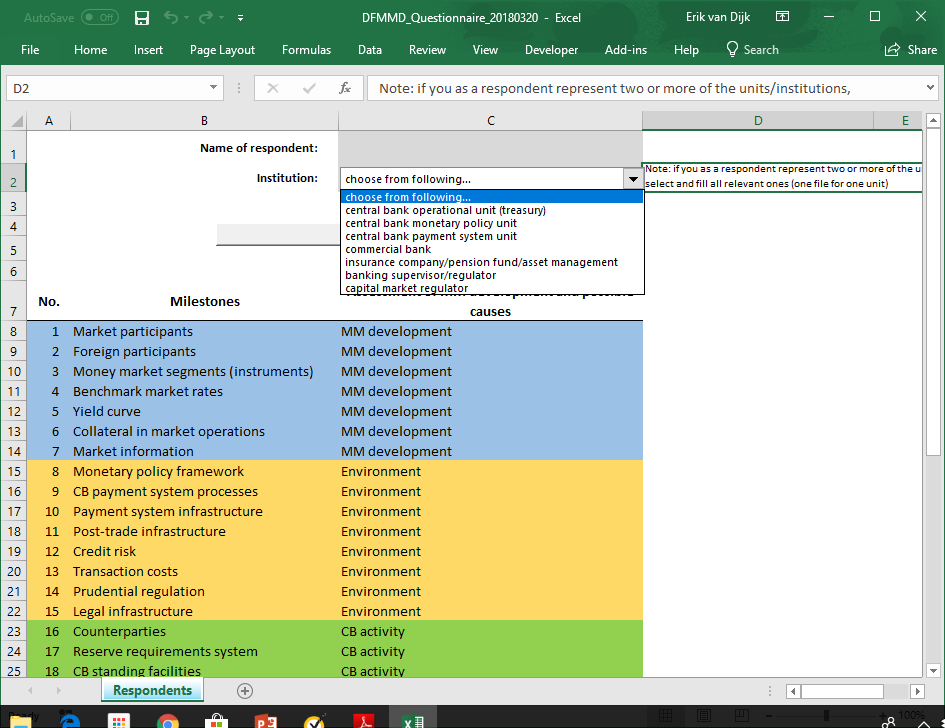 AutoSave Off DFMMD_Questionnaire_20180320 - Excel Erik van Dijk
File Home Insert Page Layout Formulas Data Review View Developer Add-ins Help Search Share
D2 fx Note: if you as a respondent represent two or more of the units/institutions,
A B C D E
1 Name of respondent:
2 Institution: choose from following...
Note: if you as a respondent represent two or more of the
select and fill all relevant ones (one file for one unit)
choose from following...
central bank operational unit (treasury)
central bank monetary policy unit
central bank payment system unit
commercial bank
insurance company/pension fund/asset management
banking supervisor/regulator
capital market regulator
3
4
5
6
7 No. Milestones
causes
8 1 Market participants MM development
9 2 Foreign participants MM development
10 3 Money market segments (instruments) MM development
11 4 Benchmark market rates MM development
12 5 Yield curve MM development
13 6 Collateral in market operations MM development
14 7 Market information MM development
15 8 Monetary policy framework Environment
16 9 CB payment system processes Environment
17 10 Payment system infrastructure Environment
18 11 Post-trade infrastructure Environment
19 12 Credit risk Environment
20 13 Transaction costs Environment
21 14 Prudential regulation Environment
22 15 Legal infrastructure Environment
23 16 Counterparties CB activity
24 17 Reserve requirements system CB activity
25 18 CB standing facilities CB activity
Respondents
100%